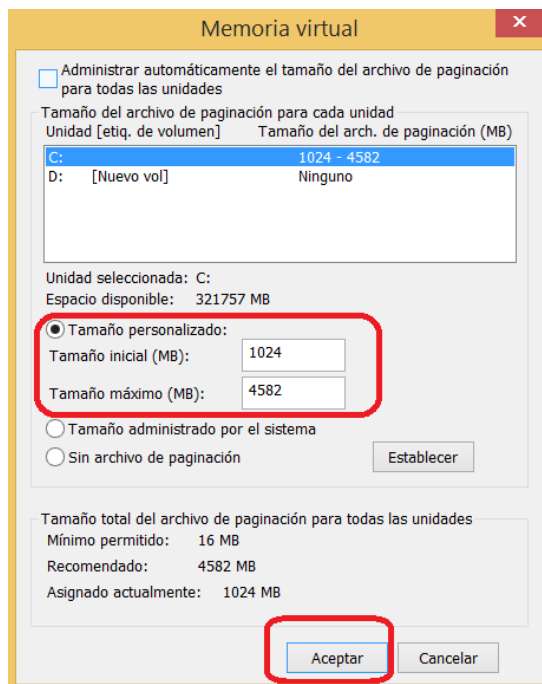 Memoria virtual
x
Administrar automáticamente el tamaño del archivo de paginación
para todas las unidades
Tamaño del archivo de paginación para cada unidad
Unidad [etiq. de volumen] Tamaño del arch. de paginación (MB)
C: 1024 - 4582
D: [Nuevo vol] Ninguno
Unidad seleccionada: C:
Espacio disponible: 321757 MB
Tamaño personalizado:
Tamaño inicial (MB): 1024
Tamaño máximo (MB): 4582
Tamaño administrado por el sistema
Sin archivo de paginación Establecer
Tamaño total del archivo de paginación para todas las unidades
Mínimo permitido: 16 MB
Recomendado: 4582 MB
Asignado actualmente: 1024 MB
Aceptar Cancelar